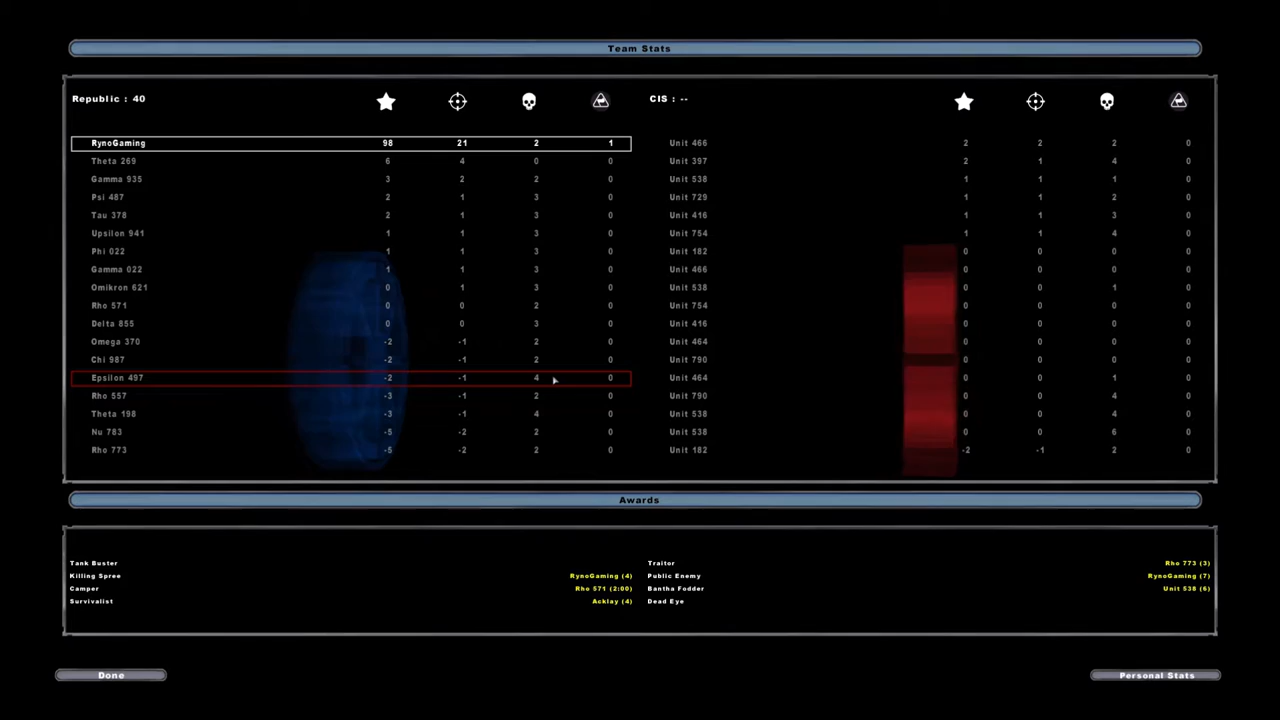 Team Stats
Republic : 40
CIS : --
RynoGaming 98 21 2 1 Unit 466 2 2 2 0
Theta 269 6 4 0 0 Unit 397 2 1 4 0
Gamma 935 3 2 2 0 Unit 538 1 1 1 0
Psi 487 2 1 3 0 Unit 729 1 1 2 0
Tau 378 2 1 3 0 Unit 416 1 1 3 0
Upsilon 941 1 1 3 0 Unit 754 1 1 4 0
Phi 022 1 1 3 0 Unit 182 0 0 0 0
Gamma 022 1 1 3 0 Unit 466 0 0 0 0
Omikron 621 0 1 3 0 Unit 538 0 0 1 0
Rho 571 0 0 2 0 Unit 754 0 0 0 0
Delta 855 0 0 3 0 Unit 416 0 0 0 0
Omega 370 -2 -1 2 0 Unit 464 0 0 0 0
Chi 987 -2 -1 2 0 Unit 790 0 0 0 0
Epsilon 497 -2 -1 4 0 Unit 464 0 0 1 0
Rho 557 -3 -1 2 0 Unit 790 0 0 4 0
Theta 198 -3 -1 4 0 Unit 538 0 0 4 0
Nu 783 -5 -2 2 0 Unit 538 0 0 6 0
Rho 773 -5 -2 2 0 Unit 182 -2 -1 2 0
Awards
Tank Buster Traitor Rho 773 (3)
Killing Spree RynoGaming (4) Public Enemy RynoGaming (7)
Camper Rho 571 (2:00) Bantha Fodder Unit 538 (6)
Survivalist Acklay (4) Dead Eye
Done
Personal Stats